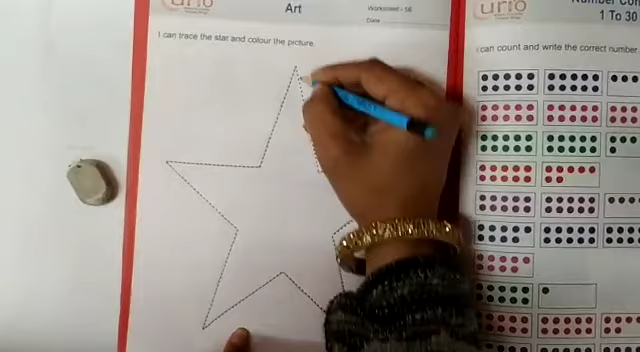 urio
Art
Worksheet - 56
Date
I can trace the star and colour the picture.
urio
1 To 30
I can count and write the correct number